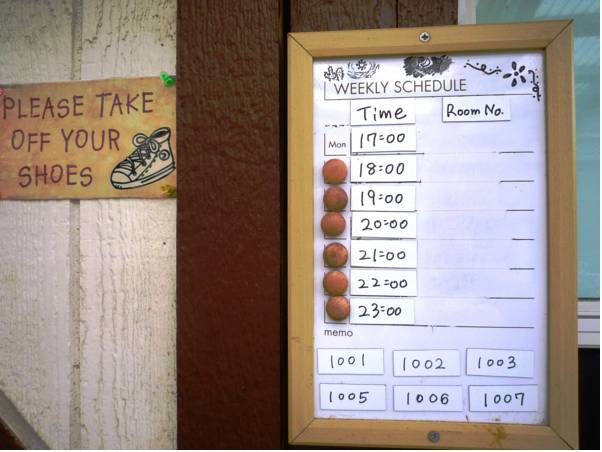 PLEASE TAKE
OFF YOUR
SHOES
WEEKLY SCHEDULE
Time Room No.
Mon 17:00
18:00
19:00
20:00
21:00
22:00
23:00
memo
1001 1002 1003
1005 1006 1007